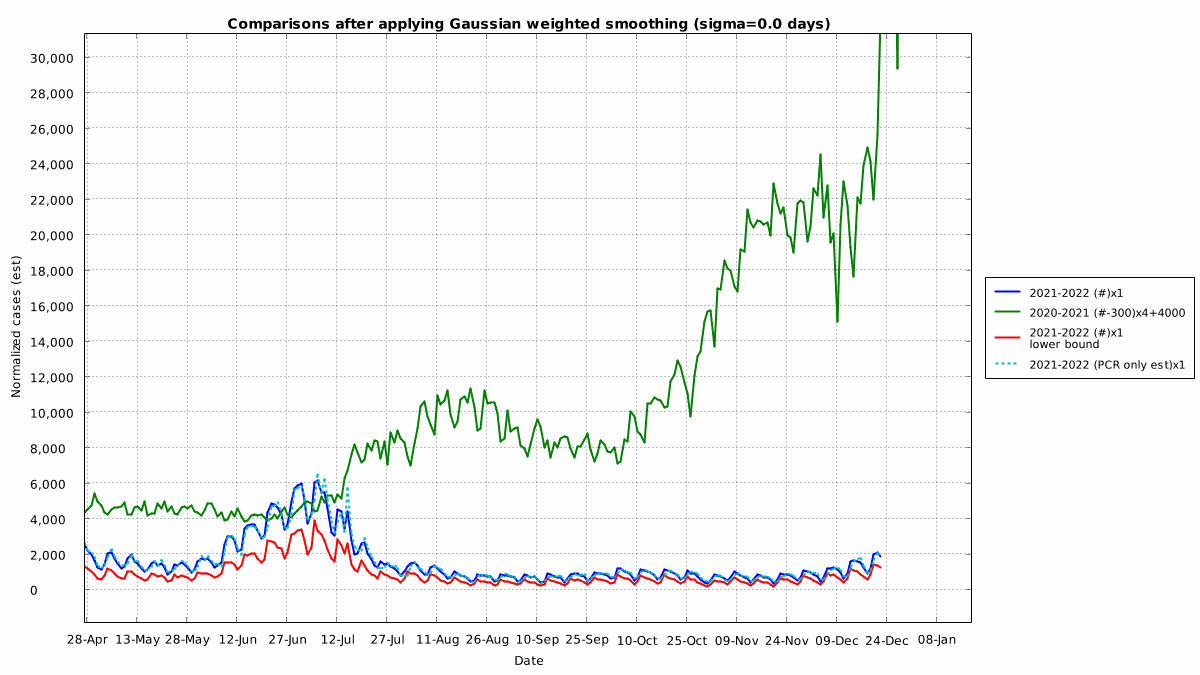 Comparisons after applying Gaussian weighted smoothing (sigma=0.0 days)
Normalized cases (est)
30,000
28,000
26,000
24,000
22,000
20,000
18,000
16,000
14,000
12,000
10,000
8,000
6,000
4,000
2,000
0
28-Apr 13-May 28-May 12-Jun 27-Jun 12-Jul 27-Jul 11-Aug 26-Aug 10-Sep 25-Sep 10-Oct 25-Oct 09-Nov 24-Nov 09-Dec 24-Dec 08-Jan
Date
2021-2022 (#)x1
2020-2021 (#-300)x4+4000
2021-2022 (#)x1
lower bound
2021-2022 (PCR only est)x1